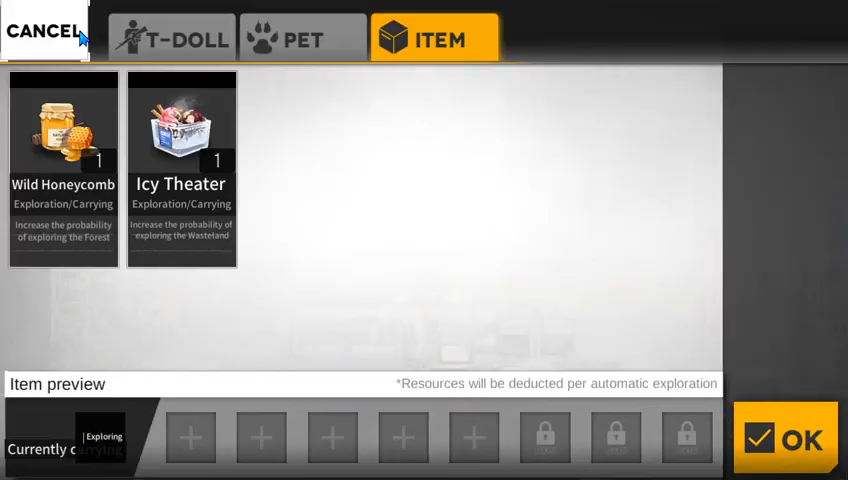 CANCEL
T-DOLL
PET
ITEM
1
1
Wild Honeycomb
Icy Theater
Exploration/Carrying
Exploration/Carrying
Increase the probability
of exploring the Forest
Increase the probability of
exploring the Wasteland
Item preview
*Resources will be deducted per automatic exploration
Exploring
Currently carrying
OK